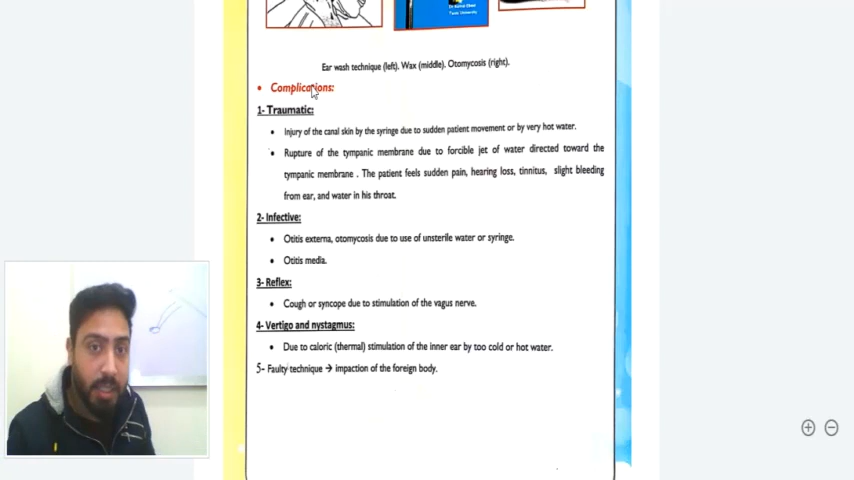 Tanta University
Ear wash technique (left). Wax (middle). Otomycosis (right).
• Complications:
1- Traumatic:
• Injury of the canal skin by the syringe due to sudden patient movement or by very hot water.
• Rupture of the tympanic membrane due to forcible jet of water directed toward the
tympanic membrane . The patient feels sudden pain, hearing loss, tinnitus, slight bleeding
from ear, and water in his throat.
2- Infective:
• Otitis externa, otomycosis due to use of unsterile water or syringe.
• Otitis media.
3- Reflex:
• Cough or syncope due to stimulation of the vagus nerve.
4- Vertigo and nystagmus:
• Due to caloric (thermal) stimulation of the inner ear by too cold or hot water.
5- Faulty technique → impaction of the foreign body.